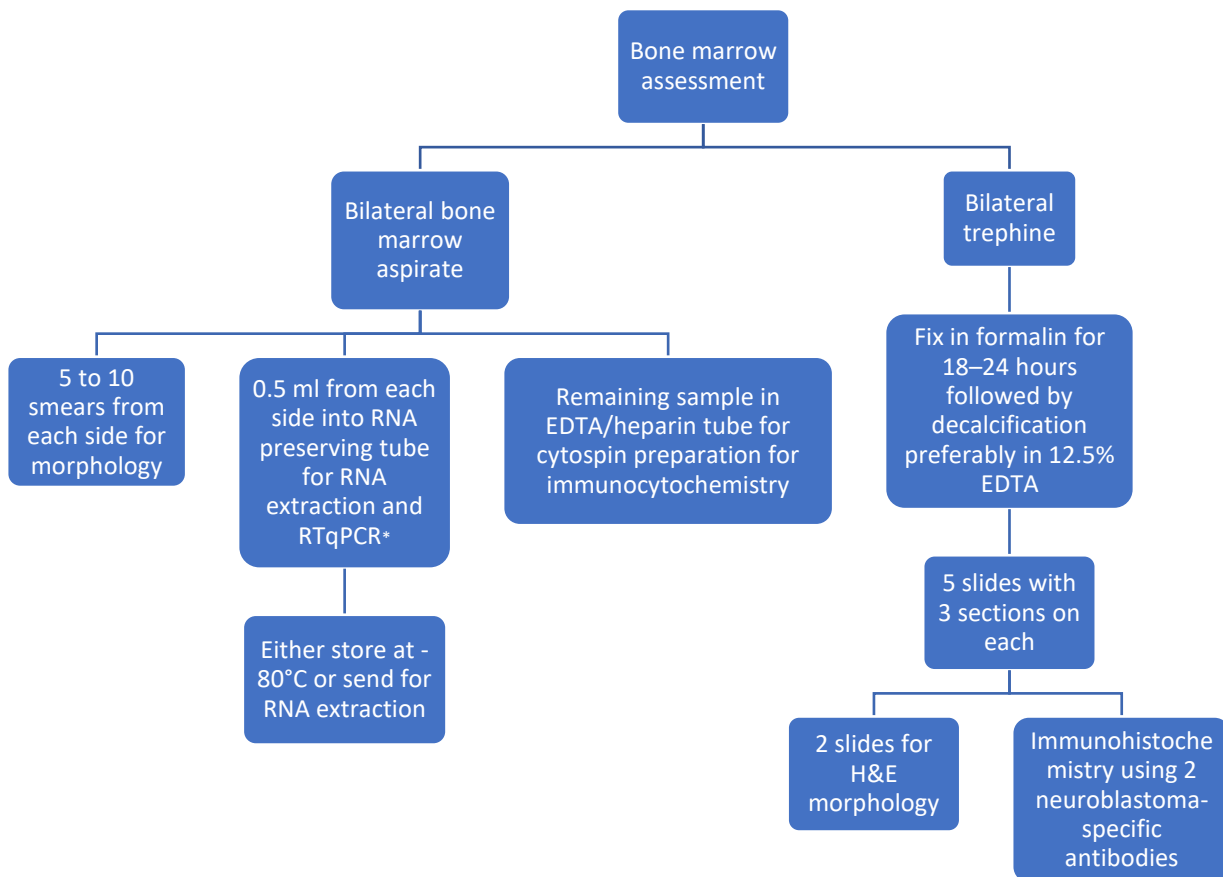 Bone marrow
assessment
Bilateral bone
marrow
aspirate
Bilateral
trephine
5 to 10
smears from
each side for
morphology
0.5 ml from each
side into RNA
preserving tube
for RNA
extraction and
RTqPCR*
Remaining sample in
EDTA/heparin tube for
cytospin preparation for
immunocytochemistry
Fix in formalin for
18–24 hours
followed by
decalcification
preferably in 12.5%
EDTA
Either store at -
80°C or send for
RNA extraction
5 slides with
3 sections on
each
2 slides for
H&E
morphology
Immunohistoche
mistry using 2
neuroblastoma-
specific
antibodies